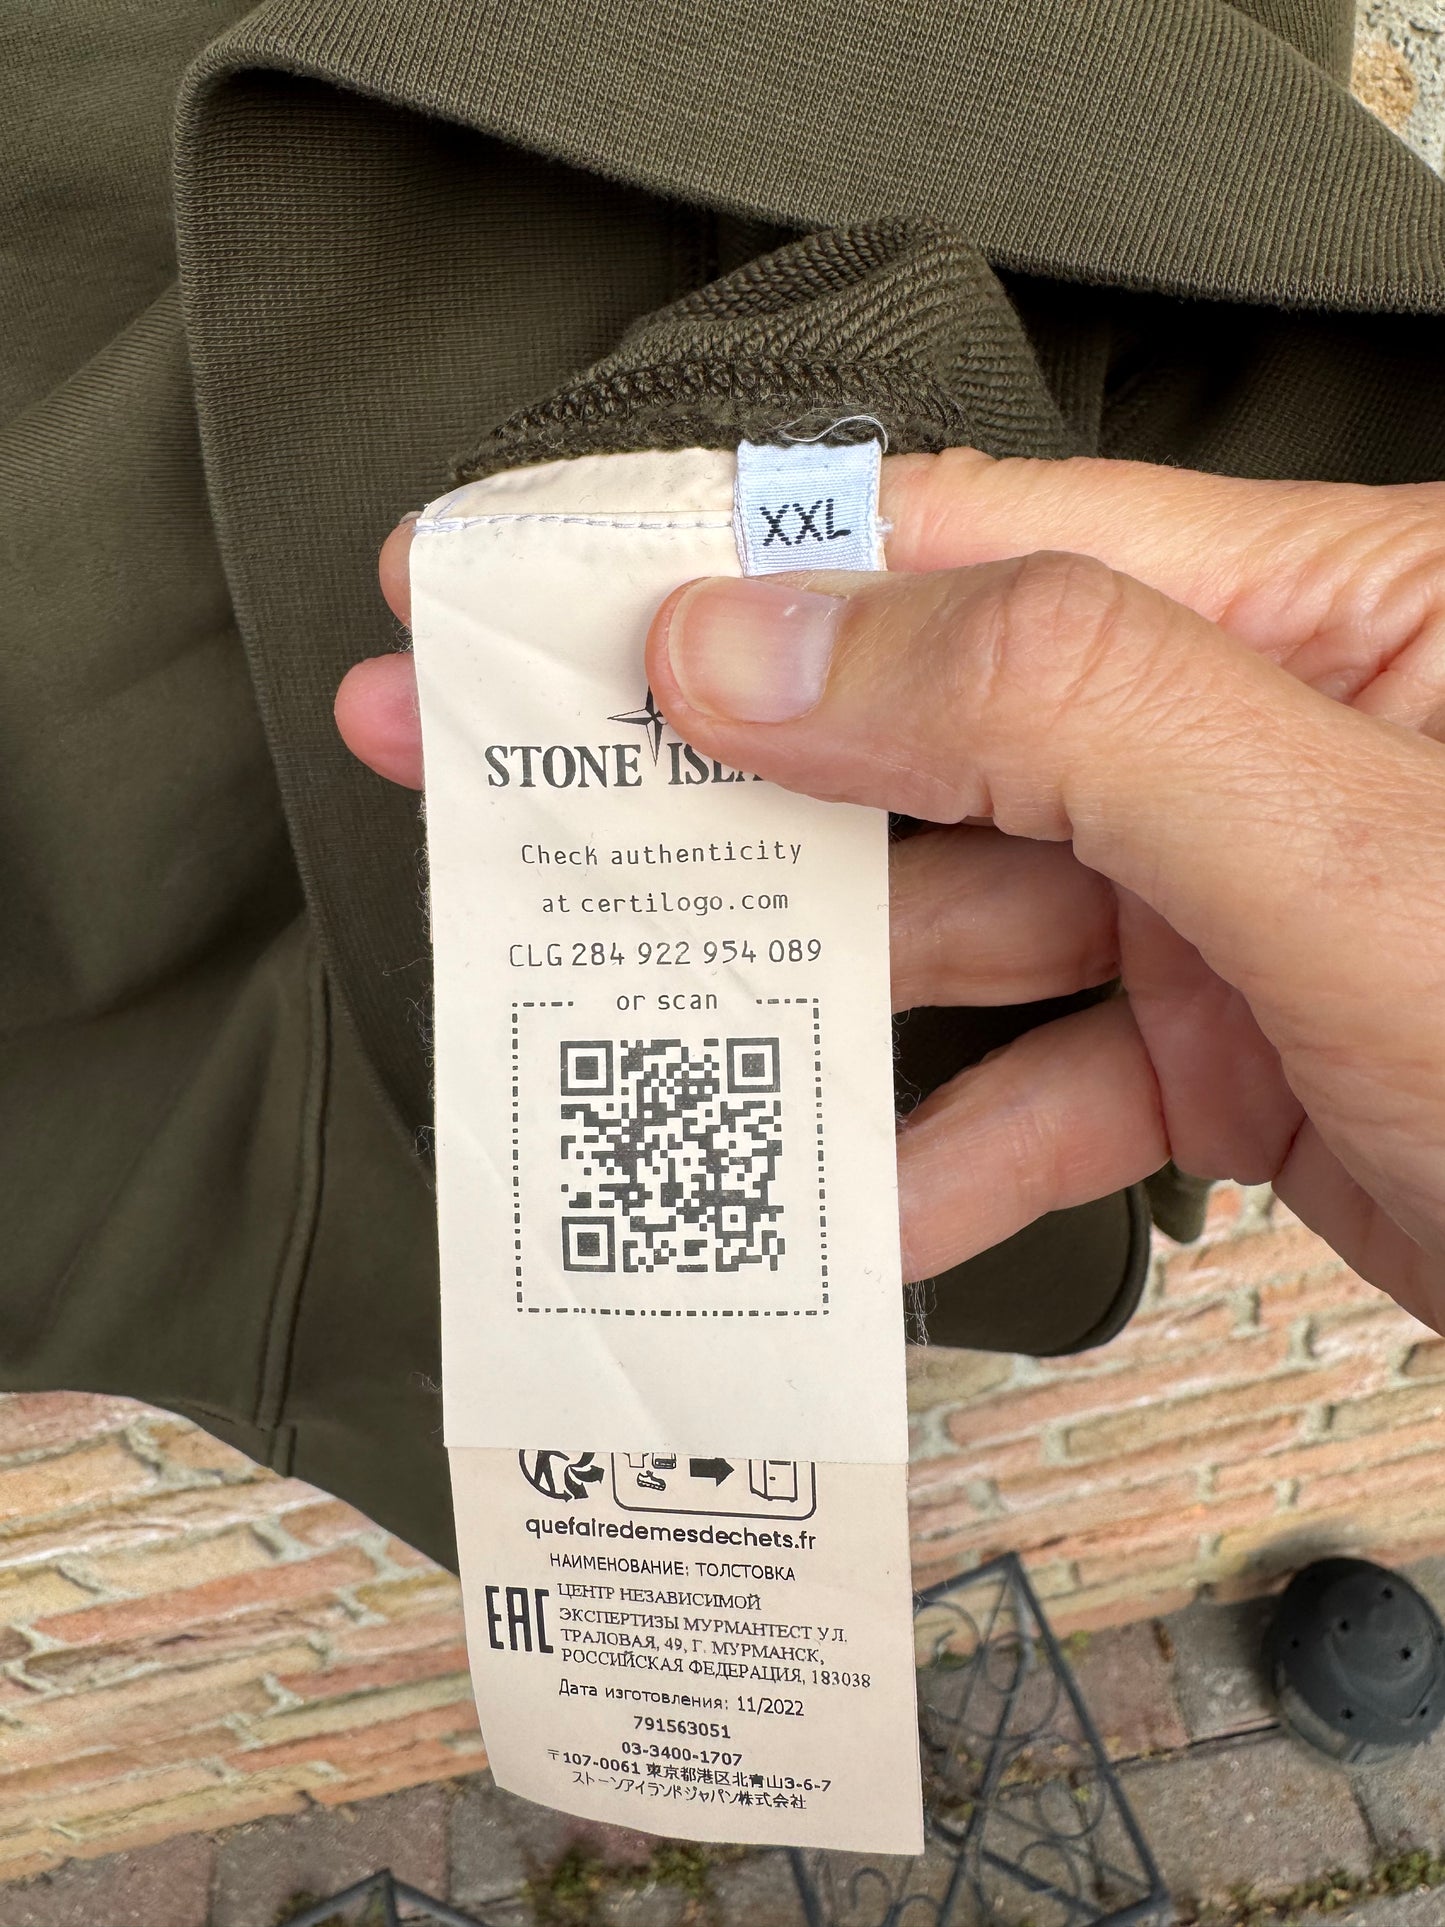 XXL
STONE
Check authenticity
at certilogo.com
CLG 284 922 954 089
or scan
quefairedemesdechets.fr
НАИМЕНОВАНИЕ: ТОЛСТОВКА
EAC
ЦЕНТР НЕЗАВИСИМОЙ
ЭКСПЕРТИЗЫ МУРМАНТЕСТ УЛ.
ТРАЛОВАЯ, 49, Г. МУРМАНСК,
РОССИЙСКАЯ ФЕДЕРАЦИЯ, 183038
Дата изготовления: 11/2022
791563051
03-3400-1707
〒107-0061 東京都港区北青山3-6-7
ストーンアイランドジャパン株式会社